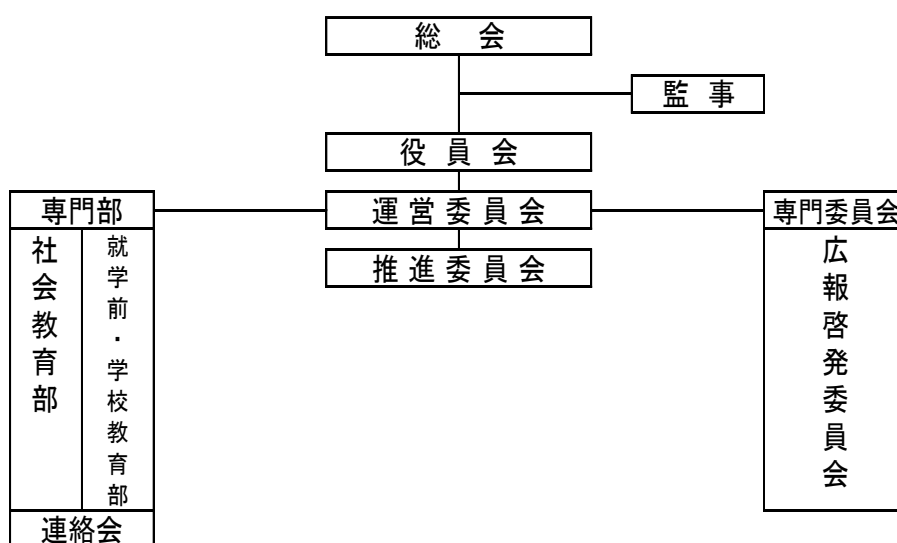 総　会
監　事
役　員　会
専門部
運営委員会
専門委員会
推進委員会
社会教育部
就学前・学校教育部
広報啓発委員会
連絡会